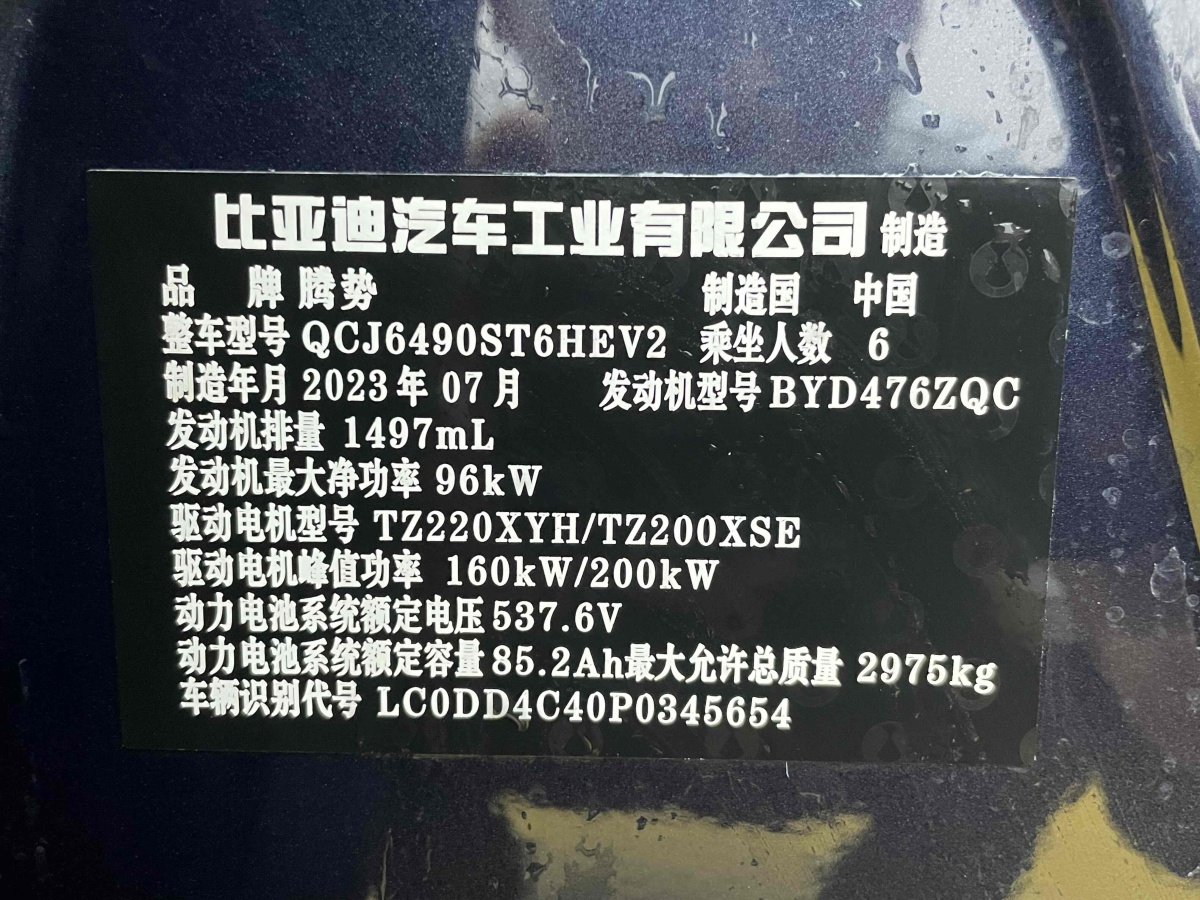 比亚迪汽车工业有限公司 制造
品 牌 腾势 制造国 中国
整车型号 QCJ6490ST6HEV2 乘坐人数 6
制造年月 2023 年 07 月 发动机型号 BYD476ZQC
发动机排量 1497mL
发动机最大净功率 96kW
驱动电机型号 TZ220XYH/TZ200XSE
驱动电机峰值功率 160kW/200kW
动力电池系统额定电压 537.6V
动力电池系统额定容量 85.2Ah 最大允许总质量 2975kg
车辆识别代号 LC0DD4C40P0345654